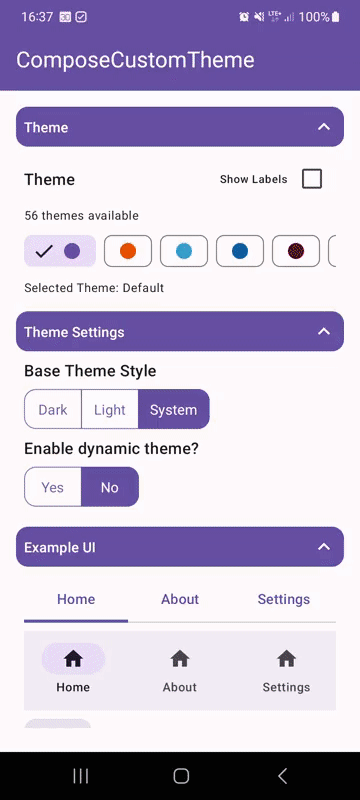 16:37 LTE+ 100%
ComposeCustomTheme
Theme
Theme Show Labels
56 themes available
Selected Theme: Default
Theme Settings
Base Theme Style
Dark Light System
Enable dynamic theme?
Yes No
Example UI
Home About Settings
Home About Settings